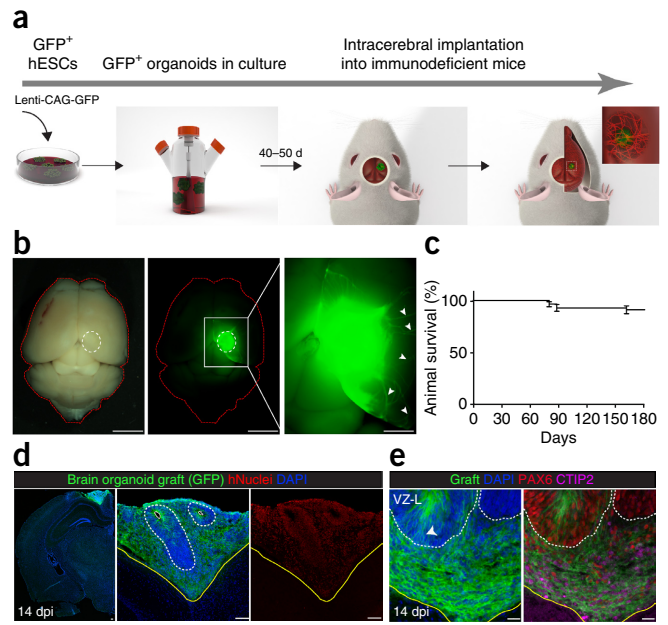 a
GFP⁺
hESCs
GFP⁺ organoids in culture
Intracerebral implantation
into immunodeficient mice
Lenti-CAG-GFP
40–50 d
b
c
Animal survival (%)
100
50
0
0 30 60 90 120 150 180
Days
d
Brain organoid graft (GFP) hNuclei DAPI
14 dpi
e
Graft DAPI PAX6 CTIP2
VZ-L
14 dpi